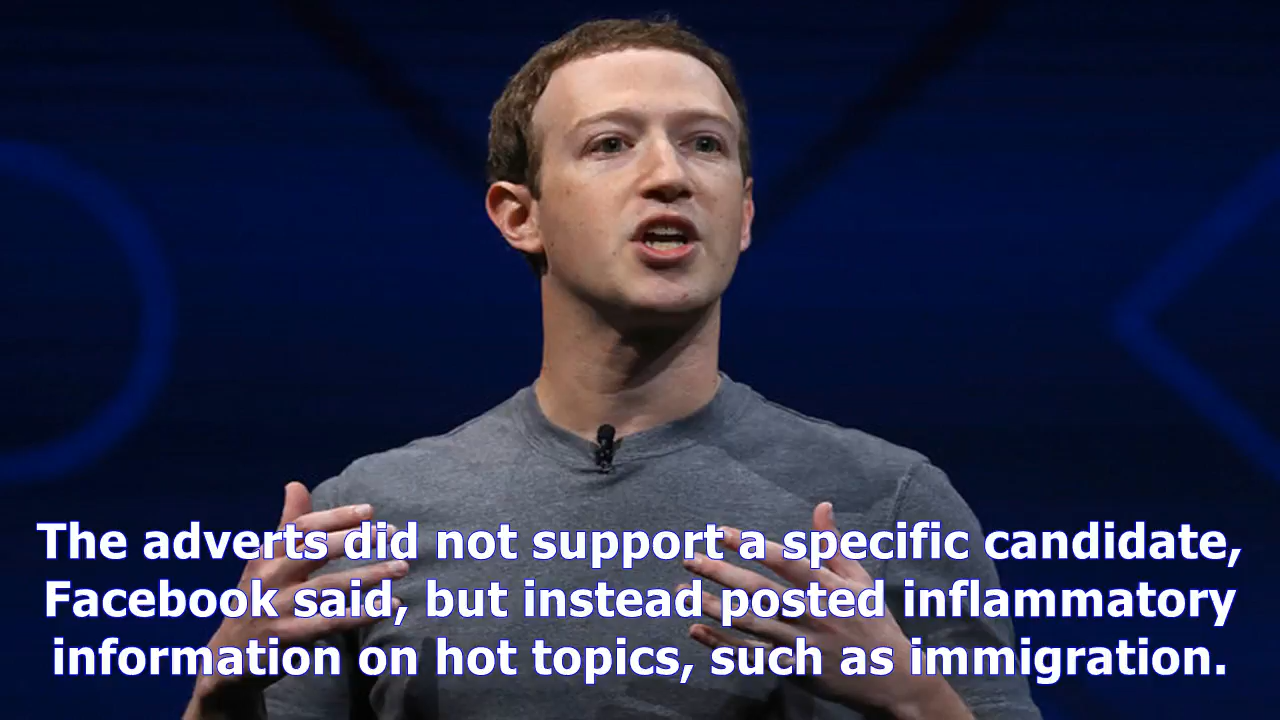 The adverts did not support a specific candidate,
Facebook said, but instead posted inflammatory
information on hot topics, such as immigration.